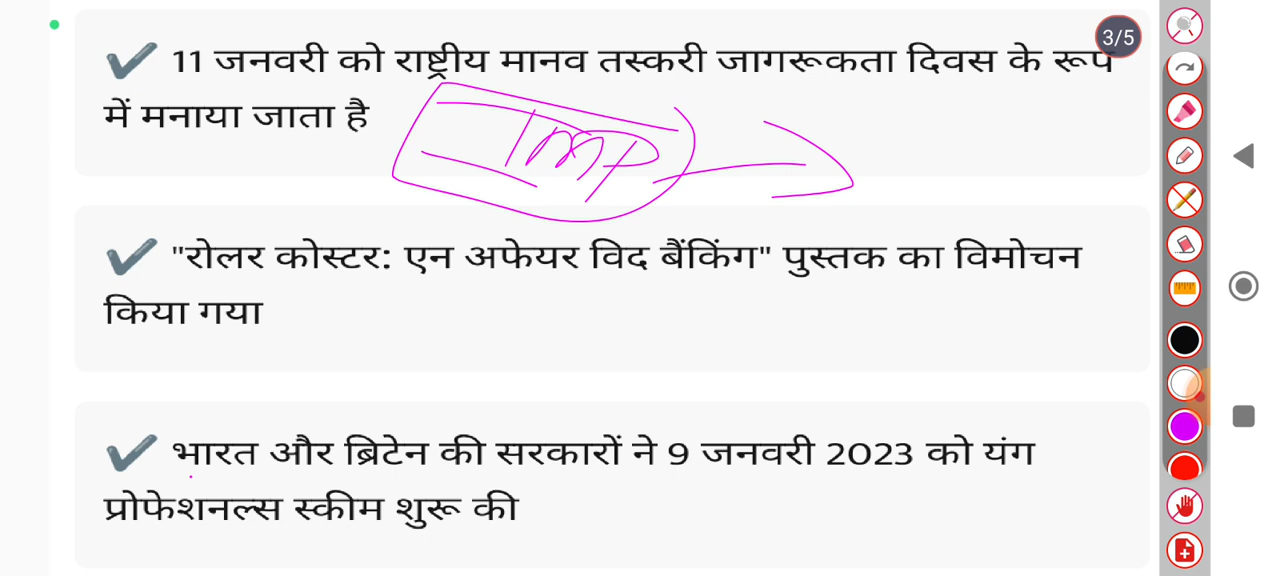 ✔ 11 जनवरी को राष्ट्रीय मानव तस्करी जागरूकता दिवस के रूप
में मनाया जाता है
3/5
Imp
✔ "रोलर कोस्टर: एन अफेयर विद बैंकिंग" पुस्तक का विमोचन
किया गया
✔ भारत और ब्रिटेन की सरकारों ने 9 जनवरी 2023 को यंग
प्रोफेशनल्स स्कीम शुरू की